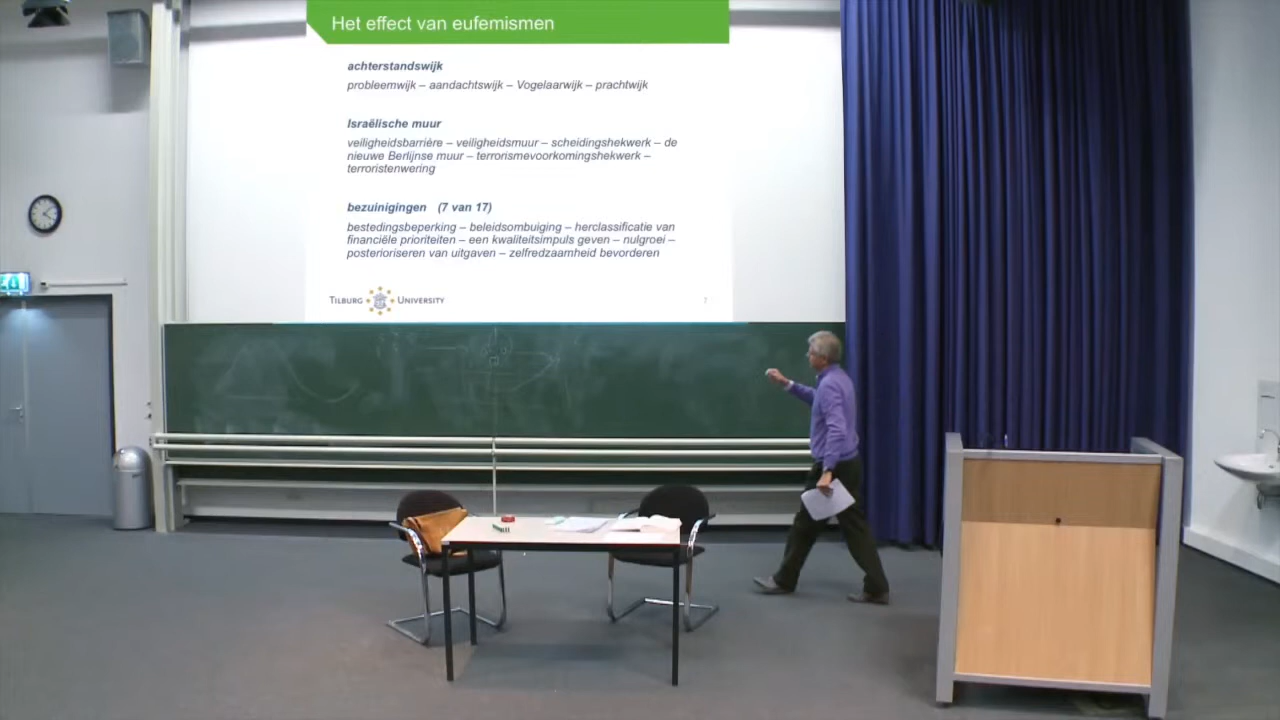 Het effect van eufemismen
achterstandswijk
probleemwijk – aandachtswijk – Vogelaarwijk – prachtwijk
Israëlische muur
veiligheidsbarrière – veiligheidsmuur – scheidingshekwerk – de
nieuwe Berlijnse muur – terrorismevoorkomingshekwerk –
terroristenwering
bezuinigingen (7 van 17)
bestedingsbeperking – beleidsombuiging – herclassificatie van
financiële prioriteiten – een kwaliteitsimpuls geven – nulgroei –
posterioriseren van uitgaven – zelfredzaamheid bevorderen
TILBURG UNIVERSITY
7